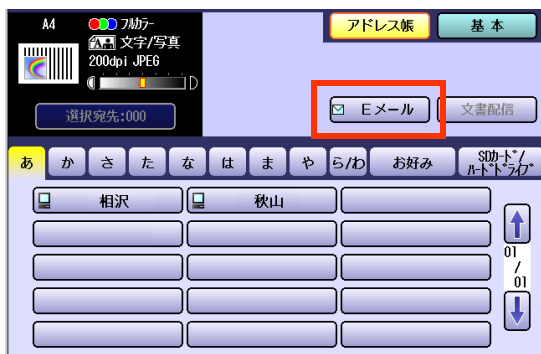 A4
フルカラー
文字/写真
200dpi JPEG
D
選択宛先:000
アドレス帳
基本
Eメール
文書配信
あ
か
さ
た
な
は
ま
や
ら/わ
お好み
SDカード/
ハードドライブ
相沢
秋山
01
/
01